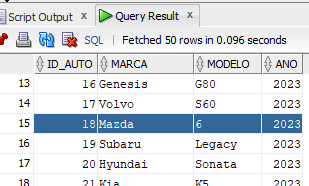 Script Output × Query Result ×
SQL | Fetched 50 rows in 0.096 seconds
ID_AUTO MARCA MODELO ANO
13 16 Genesis G80 2023
14 17 Volvo S60 2023
15 18 Mazda 6 2023
16 19 Subaru Legacy 2023
17 20 Hyundai Sonata 2023
18 21 Kia K5 2023